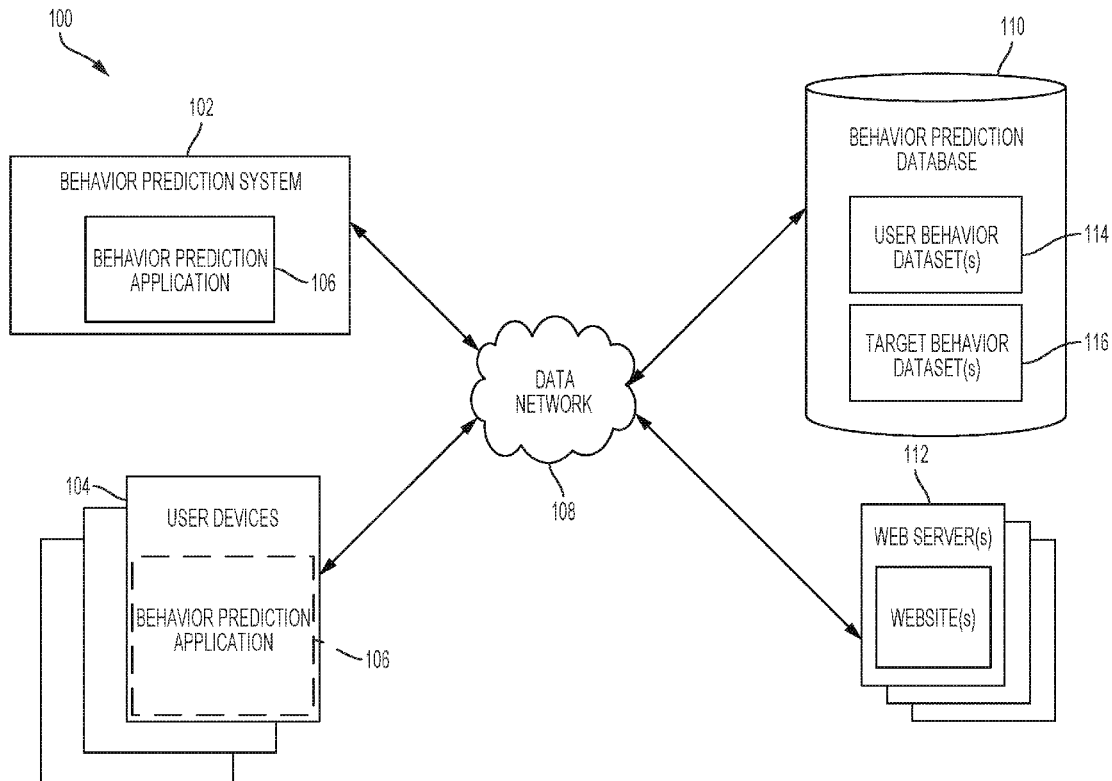 100
102
BEHAVIOR PREDICTION SYSTEM
BEHAVIOR PREDICTION
APPLICATION
106
110
BEHAVIOR PREDICTION
DATABASE
USER BEHAVIOR
DATASET(s)
114
TARGET BEHAVIOR
DATASET(s)
116
DATA
NETWORK
108
104
USER DEVICES
BEHAVIOR PREDICTION
APPLICATION
106
112
WEB SERVER(s)
WEBSITE(s)